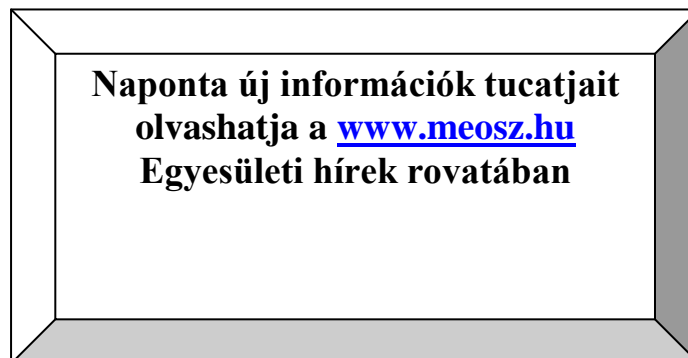 Naponta új információk tucatjait
olvashatja a www.meosz.hu
Egyesületi hírek rovatában